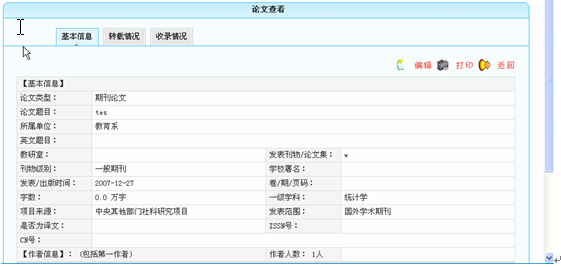 论文查看
基本信息 转载情况 收录情况
编辑 打印 返回
【基本信息】
论文类型： 期刊论文
论文题目： tes
所属单位： 教育系
英文题目：
教研室： 发表刊物/论文集： v
刊物级别： 一般期刊 学校署名：
发表/出版时间： 2007-12-27 卷/期/页码：
字数： 0.0 万字 一级学科： 统计学
项目来源： 中央其他部门社科研究项目 发表范围： 国外学术期刊
是否为译文： ISSN号：
CN号：
【作者信息】：（包括第一作者） 作者人数： 1人